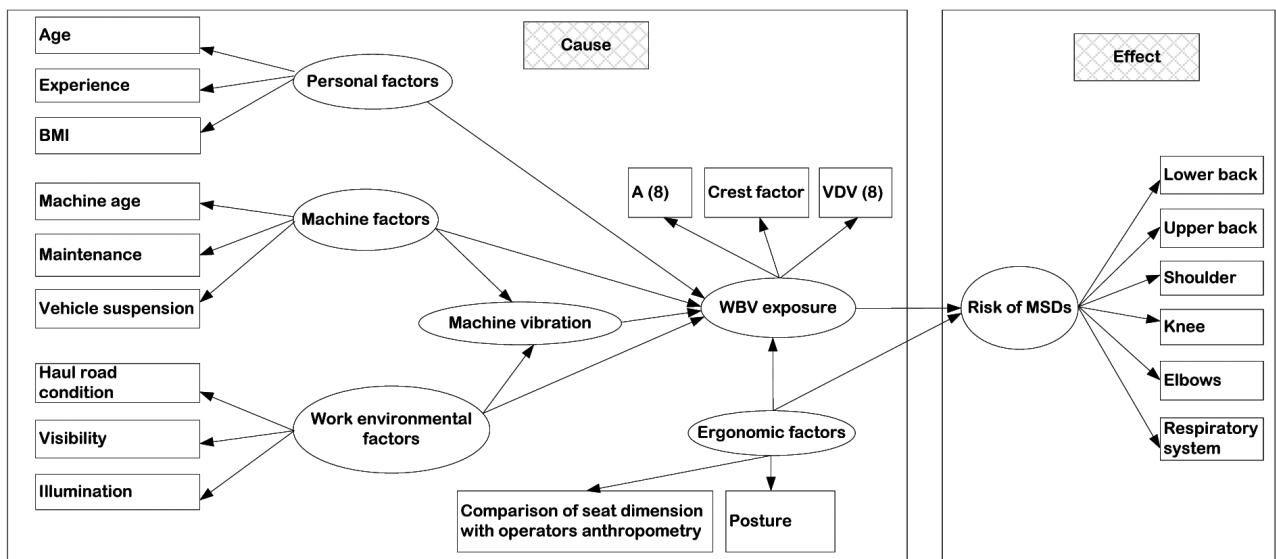 Cause
Effect
Age
Experience
BMI
Personal factors
Machine age
Maintenance
Vehicle suspension
Machine factors
Machine vibration
Haul road
condition
Visibility
Illumination
Work environmental
factors
A (8)
Crest factor
VDV (8)
WBV exposure
Ergonomic factors
Comparison of seat dimension
with operators anthropometry
Posture
Risk of MSDs
Lower back
Upper back
Shoulder
Knee
Elbows
Respiratory
system